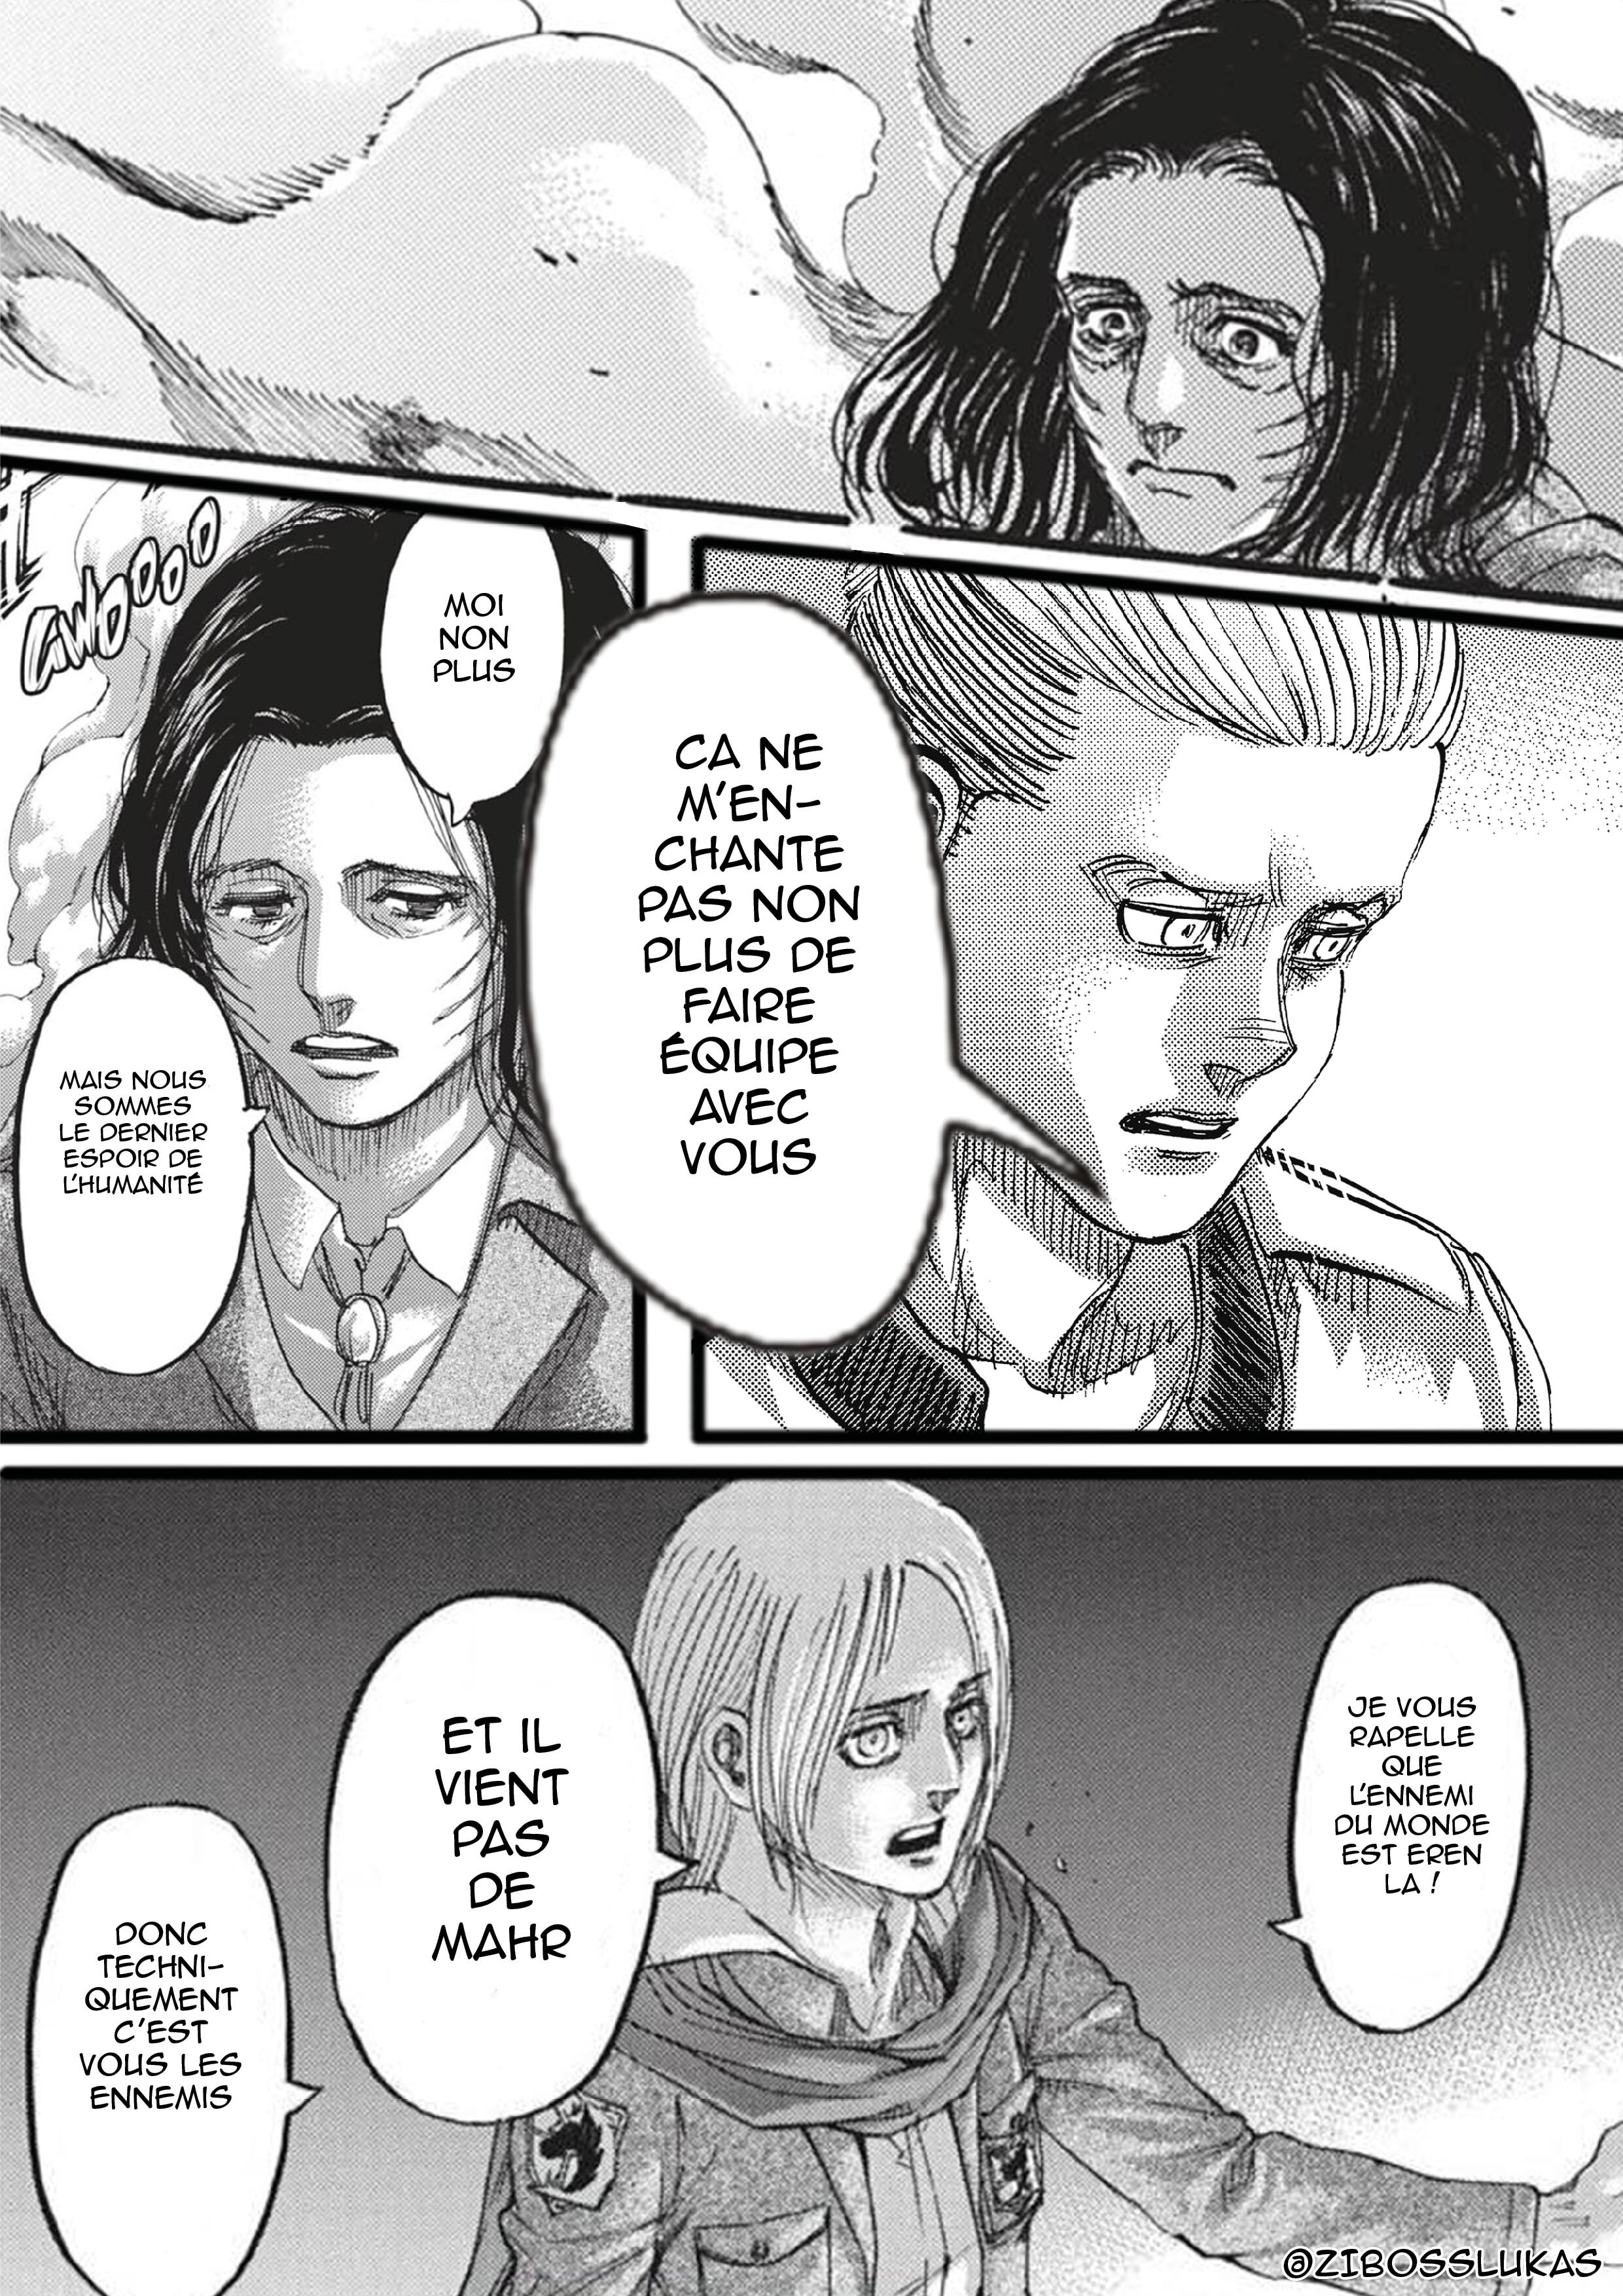 CA NE
M'EN-
CHANTE
PAS NON
PLUS DE
FAIRE
ÉQUIPE
AVEC
VOUS
MOI
NON
PLUS
MAIS NOUS
SOMMES
LE DERNIER
ESPOIR DE
L'HUMANITÉ
GWOOOO
JE VOUS
RAPELLE
QUE
L'ENNEMI
DU MONDE
EST EREN
LA !
ET IL
VIENT
PAS
DE
MAHR
DONC
TECHNI-
QUEMENT
C'EST
VOUS LES
ENNEMIS
@ZIBOSSLUKAS